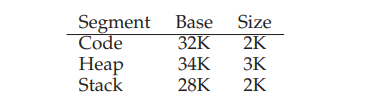 Segment Base Size
Code 32K 2K
Heap 34K 3K
Stack 28K 2K